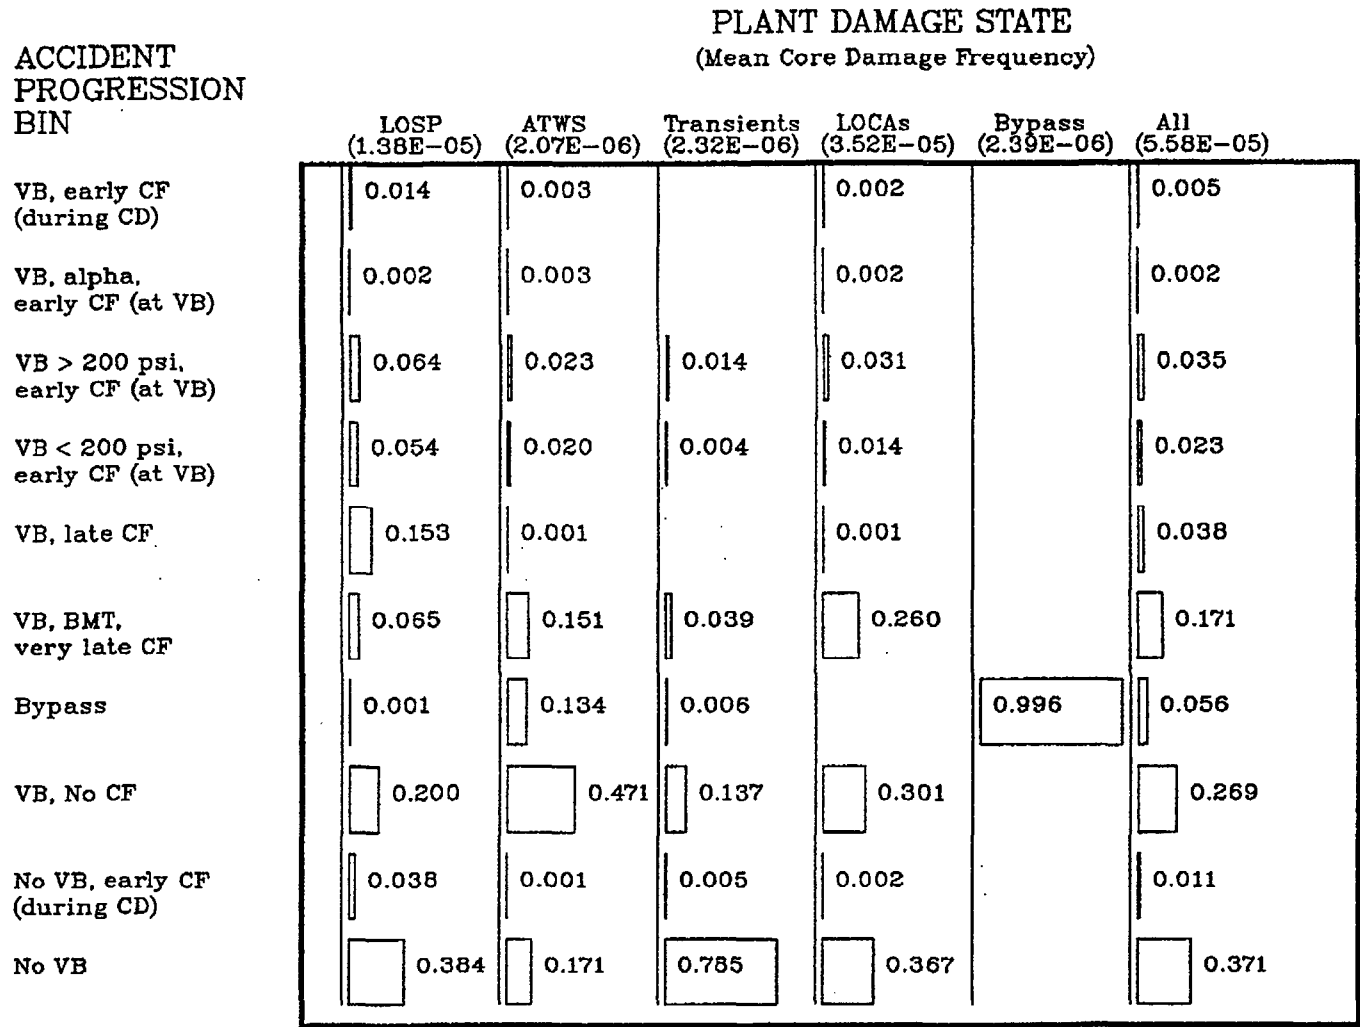 PLANT DAMAGE STATE
(Mean Core Damage Frequency)
ACCIDENT
PROGRESSION
BIN
LOSP ATWS Transients LOCAs Bypass All
(1.38E-05) (2.07E-06) (2.32E-06) (3.52E-05) (2.39E-06) (5.58E-05)
VB, early CF 0.014 0.003 0.002 0.005
(during CD)
VB, alpha, 0.002 0.003 0.002 0.002
early CF (at VB)
VB > 200 psi, 0.064 0.023 0.014 0.031 0.035
early CF (at VB)
VB < 200 psi, 0.054 0.020 0.004 0.014 0.023
early CF (at VB)
VB, late CF 0.153 0.001 0.001 0.038
VB, BMT, 0.065 0.151 0.039 0.260 0.171
very late CF
Bypass 0.001 0.134 0.006 0.996 0.056
VB, No CF 0.200 0.471 0.137 0.301 0.269
No VB, early CF 0.038 0.001 0.005 0.002 0.011
(during CD)
No VB 0.384 0.171 0.785 0.367 0.371